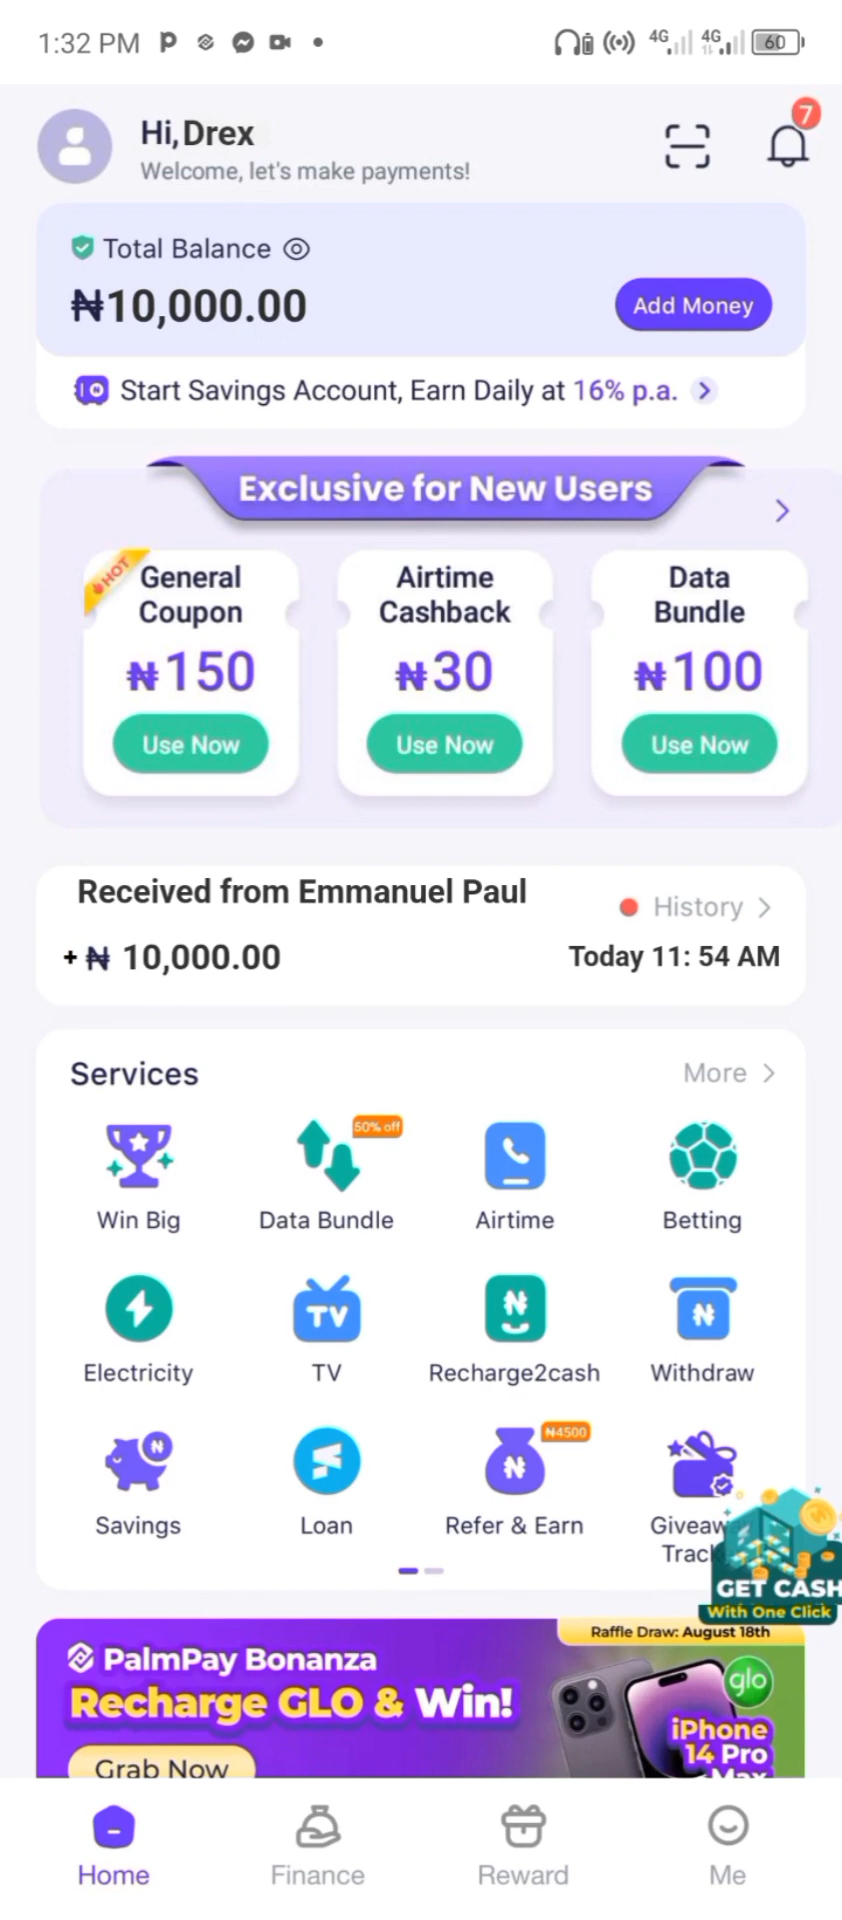 1:32 PM
4G 4G 60
Hi, Drex
7
Welcome, let's make payments!
Total Balance
₦10,000.00
Add Money
Start Savings Account, Earn Daily at 16% p.a.
Exclusive for New Users
HOT
General Coupon
₦150
Use Now
Airtime Cashback
₦30
Use Now
Data Bundle
₦100
Use Now
Received from Emmanuel Paul
History
+ ₦ 10,000.00
Today 11: 54 AM
Services
More
50% off
Win Big
Data Bundle
Airtime
Betting
TV
Electricity
TV
Recharge2cash
Withdraw
₦4500
Savings
Loan
Refer & Earn
GET CASH
With One Click
Raffle Draw: August 18th
PalmPay Bonanza
Recharge GLO & Win!
glo
iPhone
14 Pro
Max
Grab Now
Home
Finance
Reward
Me